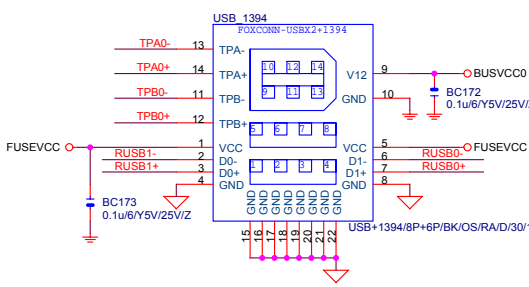 USB_1394
FOXCONN-USBX2+1394
TPA0- 13 TPA-
TPA0+ 14 TPA+
TPB0- 11 TPB-
TPB0+ 12 TPB+
10 12 14
9 11 13
V12 9 BUSVCC0
GND 10
BC172
0.1u/6/Y5V/25V/
5 6 7 8
FUSEVCC 1 VCC
RUSB1- 2 D0-
RUSB1+ 3 D0+
4 GND
1 2 3 4
VCC 5 FUSEVCC
D1- 6 RUSB0-
D1+ 7 RUSB0+
GND 8
BC173
0.1u/6/Y5V/25V/Z
GND GND GND GND GND GND GND GND
15 16 17 18 19 20 21 22
USB+1394/8P+6P/BK/OS/RA/D/30/1